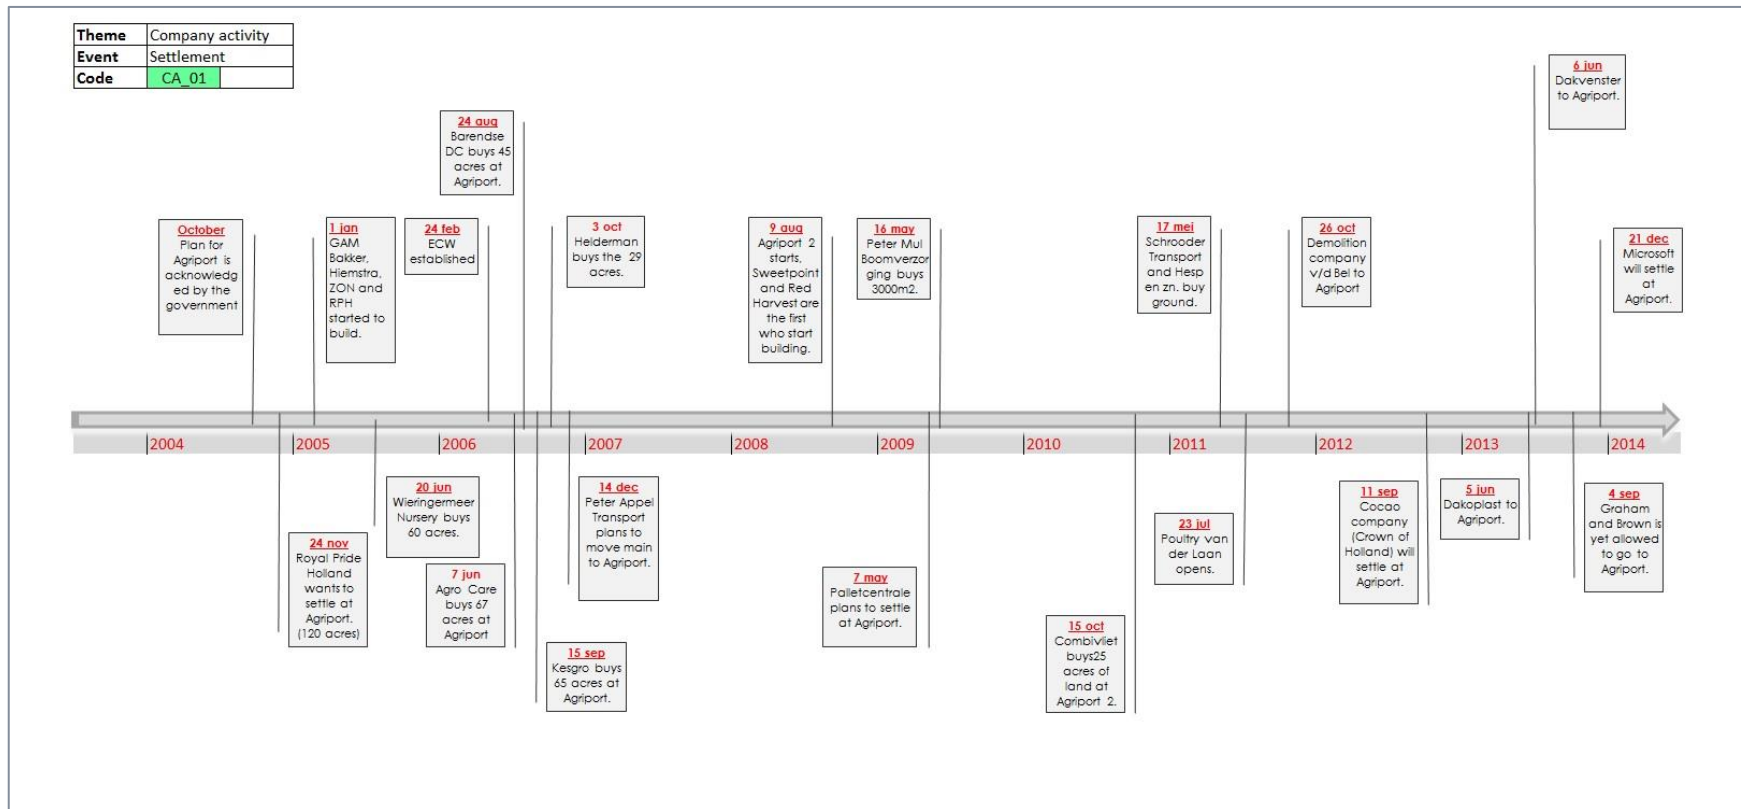 Theme Company activity
Event Settlement
Code CA_01
October
Plan for
Agriport is
acknowledg
ed by the
government
1 jan
GAM
Bakker,
Hiemstra,
ZON and
RPH
started to
build.
24 feb
ECW
established
24 aug
Barendse
DC buys 45
acres at
Agriport.
3 oct
Helderman
buys the 29
acres.
9 aug
Agriport 2
starts,
Sweetpoint
and Red
Harvest are
the first
who start
building.
16 may
Peter Mul
Boomverzor
ging buys
3000m2.
17 mei
Schrooder
Transport
and Hesp
en zn. buy
ground.
26 oct
Demolition
company
v/d Bel to
Agriport
6 jun
Dakvenster
to Agriport.
21 dec
Microsoft
will settle
at
Agriport.
2004 2005 2006 2007 2008 2009 2010 2011 2012 2013 2014
24 nov
Royal Pride
Holland
wants to
settle at
Agriport.
(120 acres)
20 jun
Wieringermeer
Nursery buys
60 acres.
7 jun
Agro Care
buys 67
acres at
Agriport
15 sep
Kesgro buys
65 acres at
Agriport.
14 dec
Peter Appel
Transport
plans to
move main
to Agriport.
7 may
Palletcentrale
plans to settle
at Agriport.
15 oct
Combivliet
buys25
acres of
land at
Agriport 2.
23 jul
Poultry van
der Laan
opens.
11 sep
Cocao
company
(Crown of
Holland) will
settle at
Agriport.
5 jun
Dakoplast to
Agriport.
4 sep
Graham
and Brown is
yet allowed
to go to
Agriport.